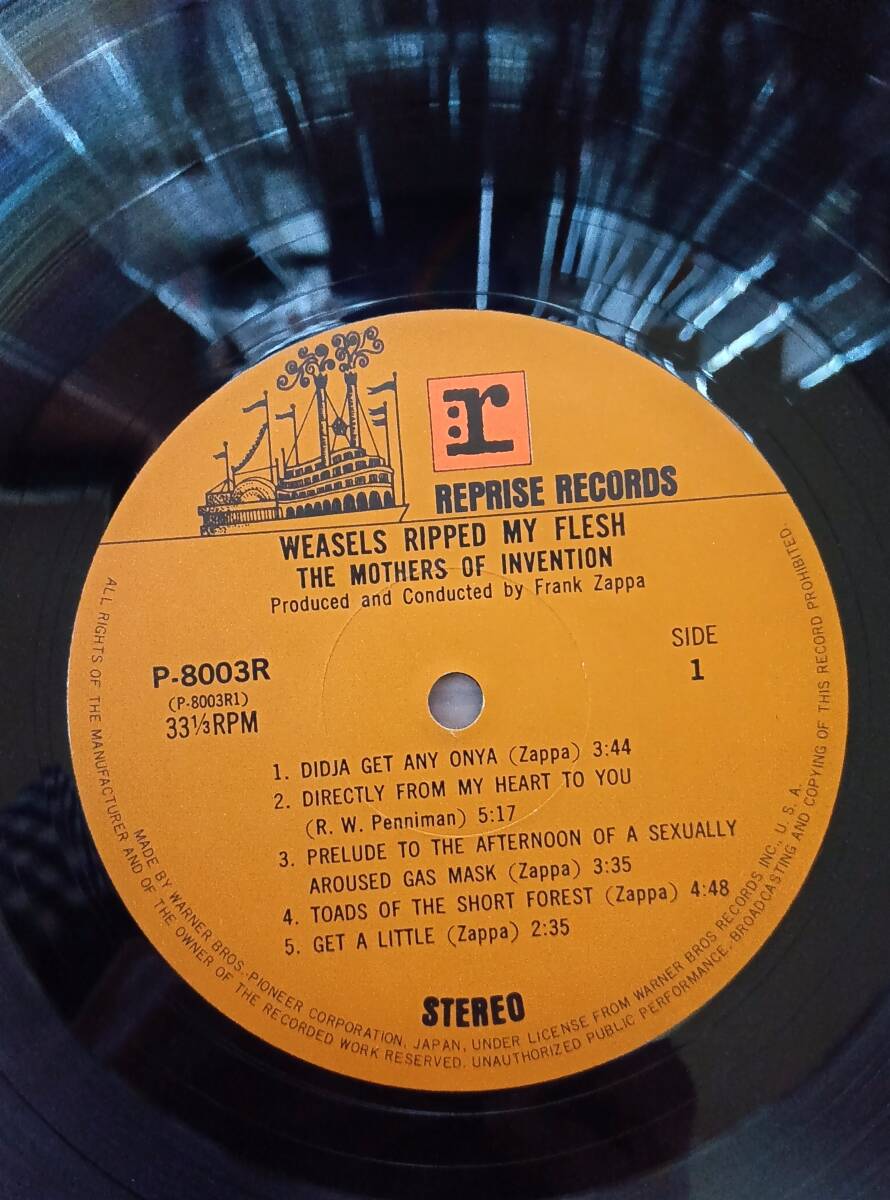 r
REPRISE RECORDS
WEASELS RIPPED MY FLESH
THE MOTHERS OF INVENTION
Produced and Conducted by Frank Zappa
SIDE
1
P-8003R
(P-8003R1)
33⅓RPM
1. DIDJA GET ANY ONYA (Zappa) 3:44
2. DIRECTLY FROM MY HEART TO YOU
(R. W. Penniman) 5:17
3. PRELUDE TO THE AFTERNOON OF A SEXUALLY
AROUSED GAS MASK (Zappa) 3:35
4. TOADS OF THE SHORT FOREST (Zappa) 4:48
5. GET A LITTLE (Zappa) 2:35
STEREO
MADE BY WARNER BROS.-PIONEER CORPORATION, JAPAN, UNDER LICENSE FROM WARNER BROS RECORDS INC., U. S. A.
ALL RIGHTS OF THE MANUFACTURER AND OF THE OWNER OF THE RECORDED WORK RESERVED. UNAUTHORIZED PUBLIC PERFORMANCE, BROADCASTING AND COPYING OF THIS RECORD PROHIBITED.